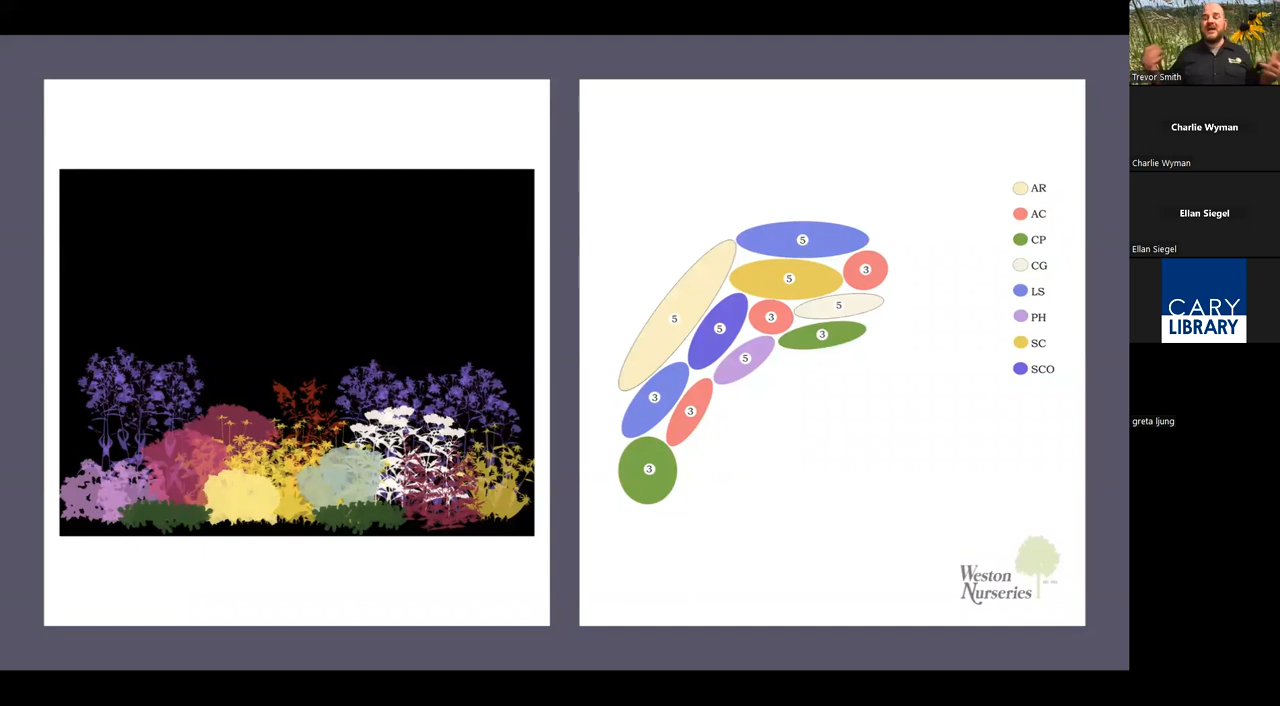 5
5
3
5
5
3
5
3
5
3
3
3
AR
AC
CP
CG
LS
PH
SC
SCO
Weston
Nurseries
Trevor Smith
Charlie Wyman
Charlie Wyman
Ellan Siegel
Ellan Siegel
CARY
LIBRARY
greta ljung